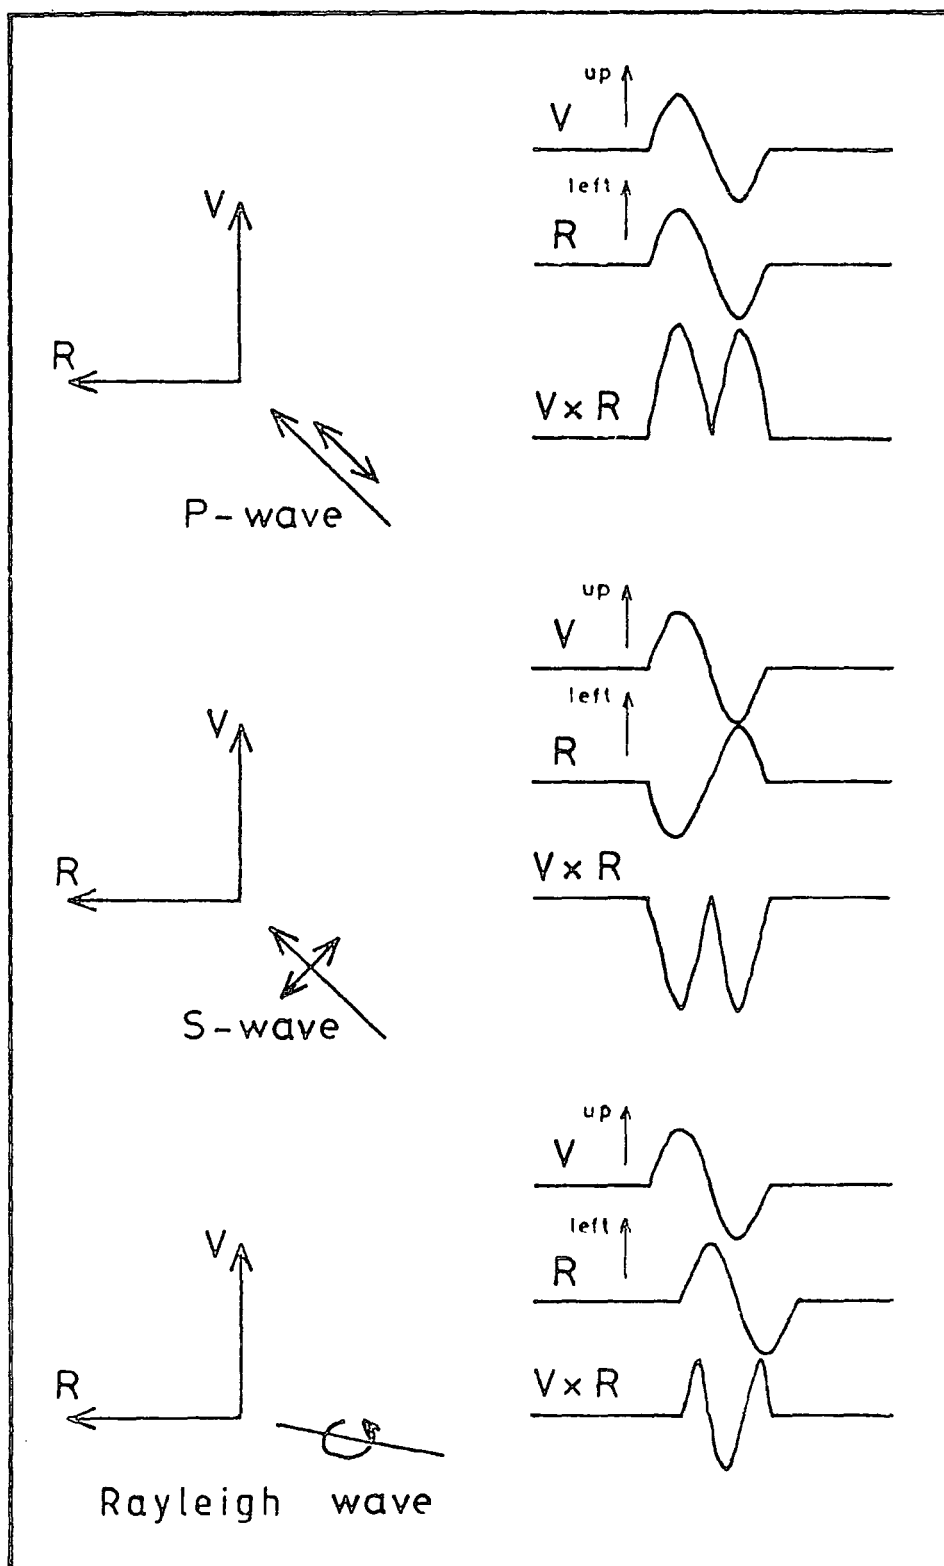 up
V
left
R
V × R
V
R
P-wave
up
V
left
R
V × R
V
R
S-wave
up
V
left
R
V × R
V
R
Rayleigh wave